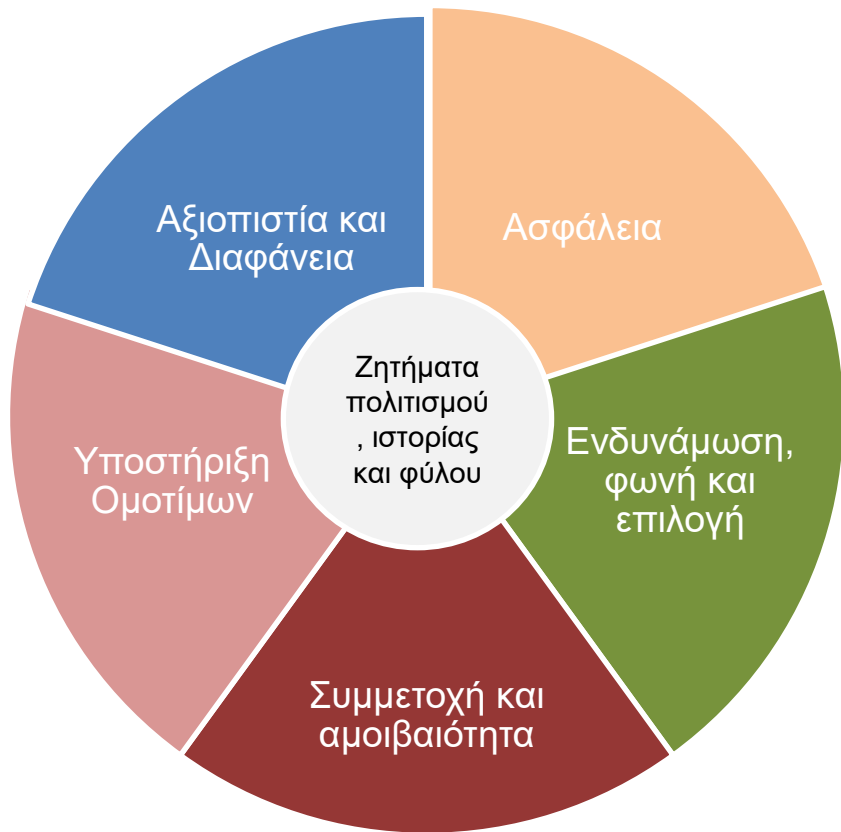 Αξιοπιστία και
Διαφάνεια
Ασφάλεια
Ζητήματα
πολιτισμού
, ιστορίας
και φύλου
Ενδυνάμωση,
φωνή και
επιλογή
Υποστήριξη
Ομοτίμων
Συμμετοχή και
αμοιβαιότητα